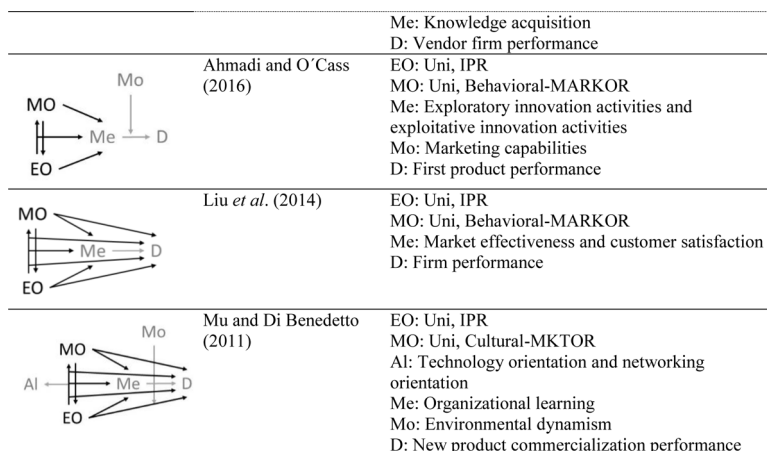 Me: Knowledge acquisition
D: Vendor firm performance
Mo
MO
Me
D
EO
Ahmadi and O´Cass
(2016)
EO: Uni, IPR
MO: Uni, Behavioral-MARKOR
Me: Exploratory innovation activities and
exploitative innovation activities
Mo: Marketing capabilities
D: First product performance
MO
Me
D
EO
Liu et al. (2014)
EO: Uni, IPR
MO: Uni, Behavioral-MARKOR
Me: Market effectiveness and customer satisfaction
D: Firm performance
Mo
MO
Al
Me
D
EO
Mu and Di Benedetto
(2011)
EO: Uni, IPR
MO: Uni, Cultural-MKTOR
Al: Technology orientation and networking
orientation
Me: Organizational learning
Mo: Environmental dynamism
D: New product commercialization performance